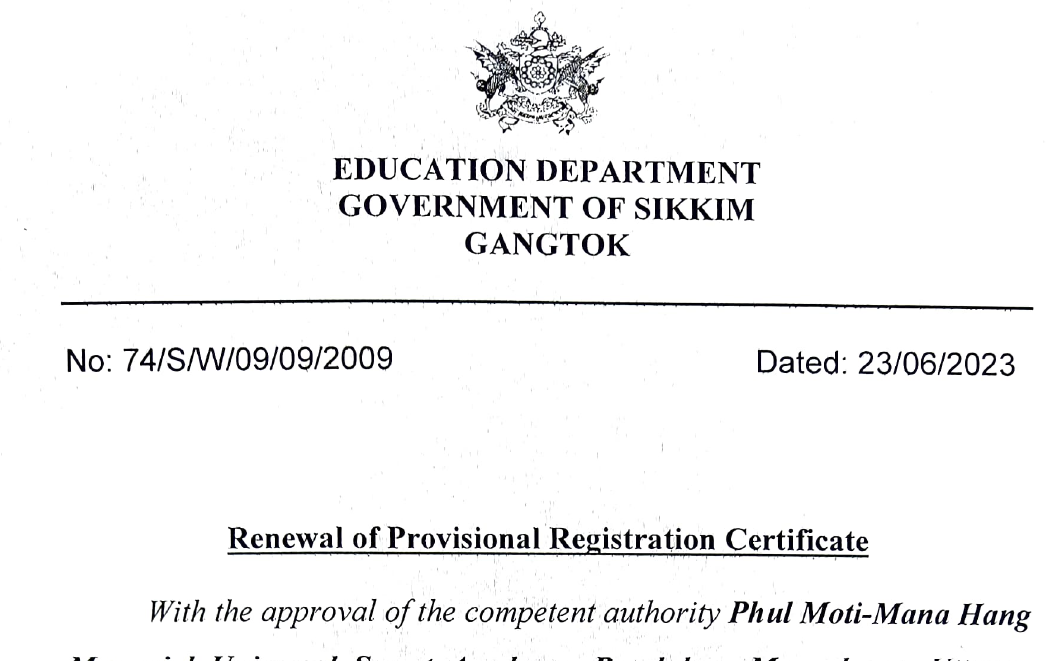 EDUCATION DEPARTMENT
GOVERNMENT OF SIKKIM
GANGTOK
No: 74/S/W/09/09/2009
Dated: 23/06/2023
Renewal of Provisional Registration Certificate
With the approval of the competent authority Phul Moti-Mana Hang